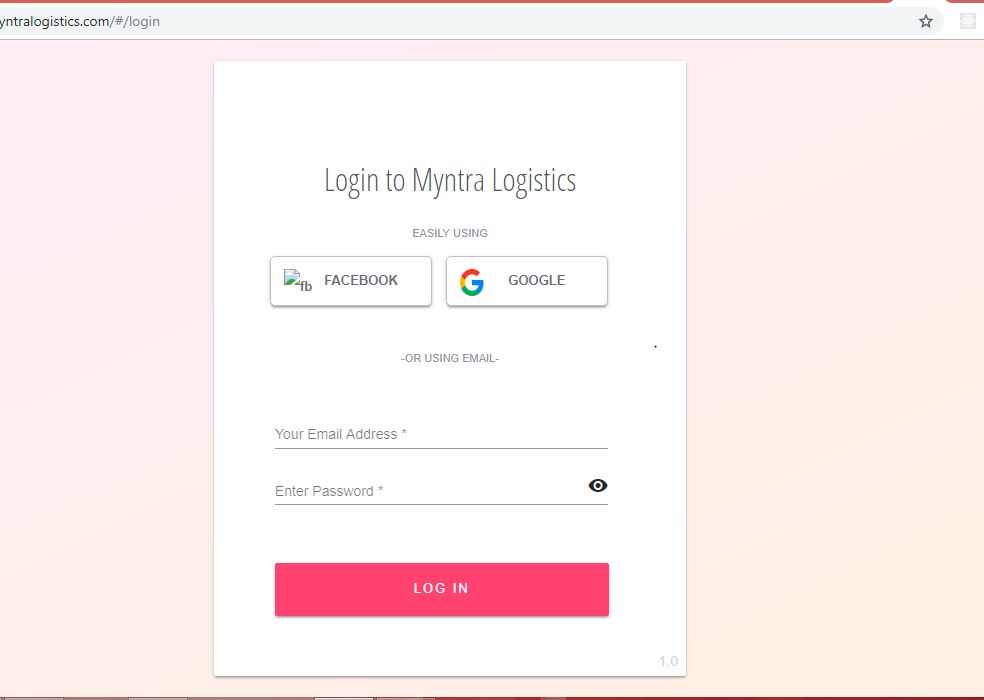 yntralogistics.com/#/login
Login to Myntra Logistics
EASILY USING
fb FACEBOOK
GOOGLE
-OR USING EMAIL-
Your Email Address *
Enter Password *
LOG IN
1.0